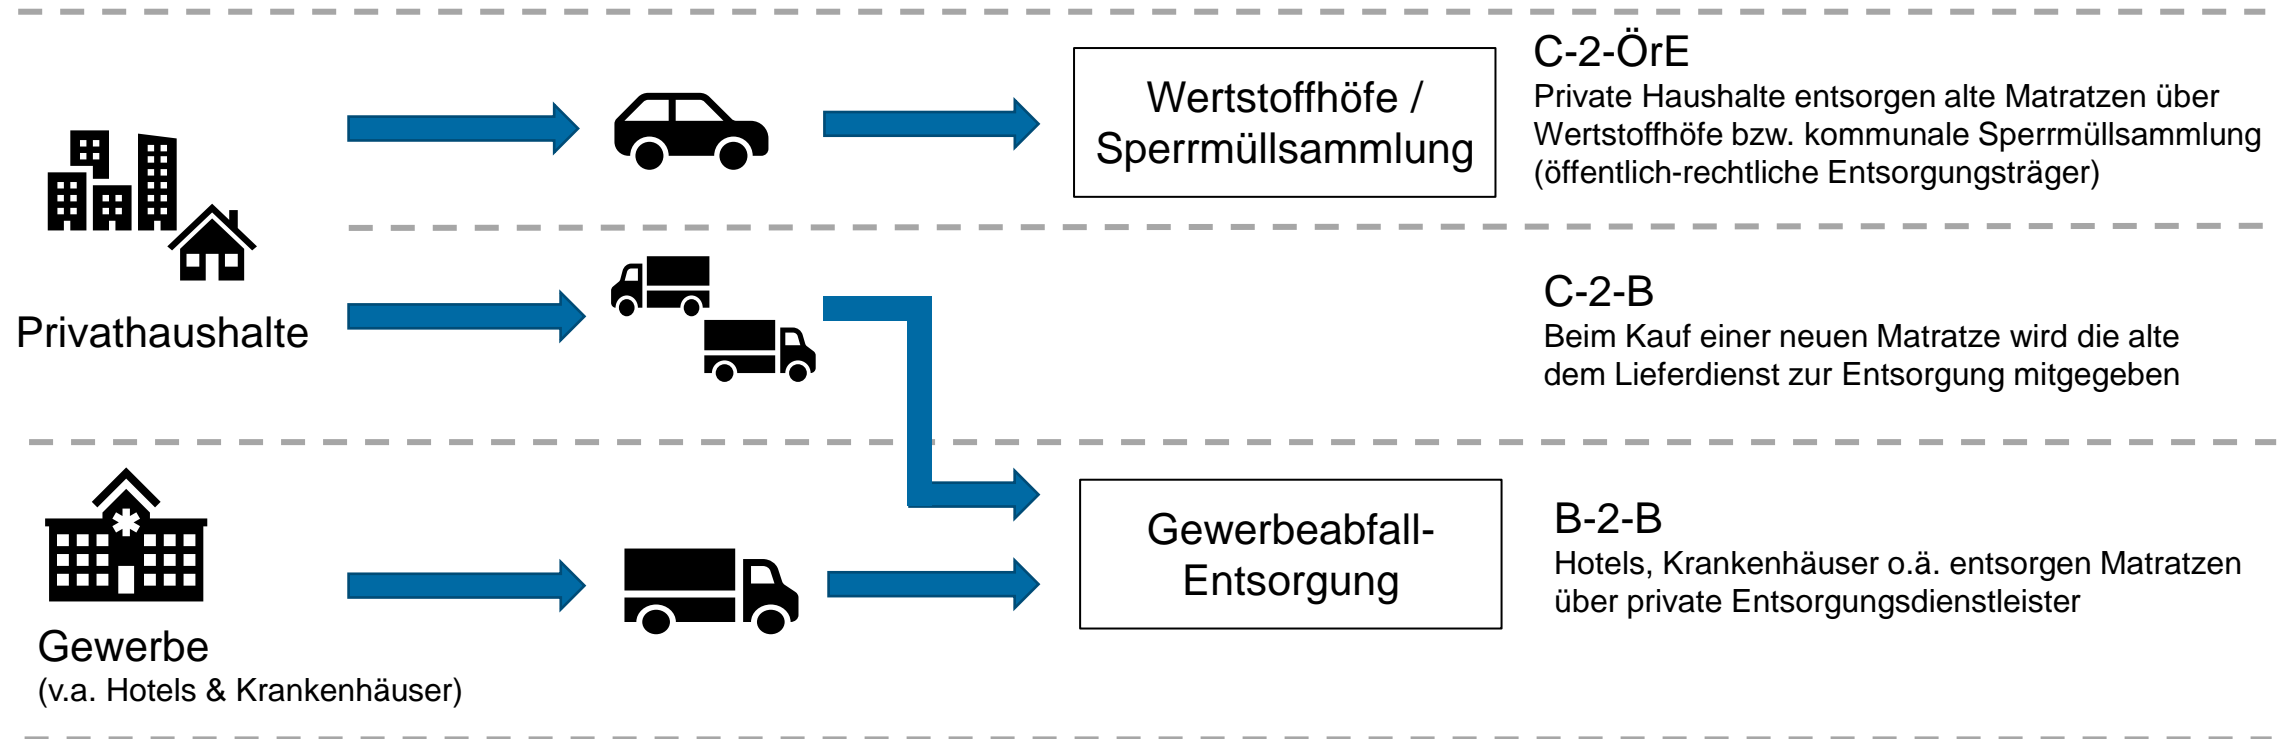 Wertstoffhöfe /
Sperrmüllsammlung
C-2-ÖrE
Private Haushalte entsorgen alte Matratzen über
Wertstoffhöfe bzw. kommunale Sperrmüllsammlung
(öffentlich-rechtliche Entsorgungsträger)
Privathaushalte
C-2-B
Beim Kauf einer neuen Matratze wird die alte
dem Lieferdienst zur Entsorgung mitgegeben
Gewerbe
(v.a. Hotels & Krankenhäuser)
Gewerbeabfall-
Entsorgung
B-2-B
Hotels, Krankenhäuser o.ä. entsorgen Matratzen
über private Entsorgungsdienstleister